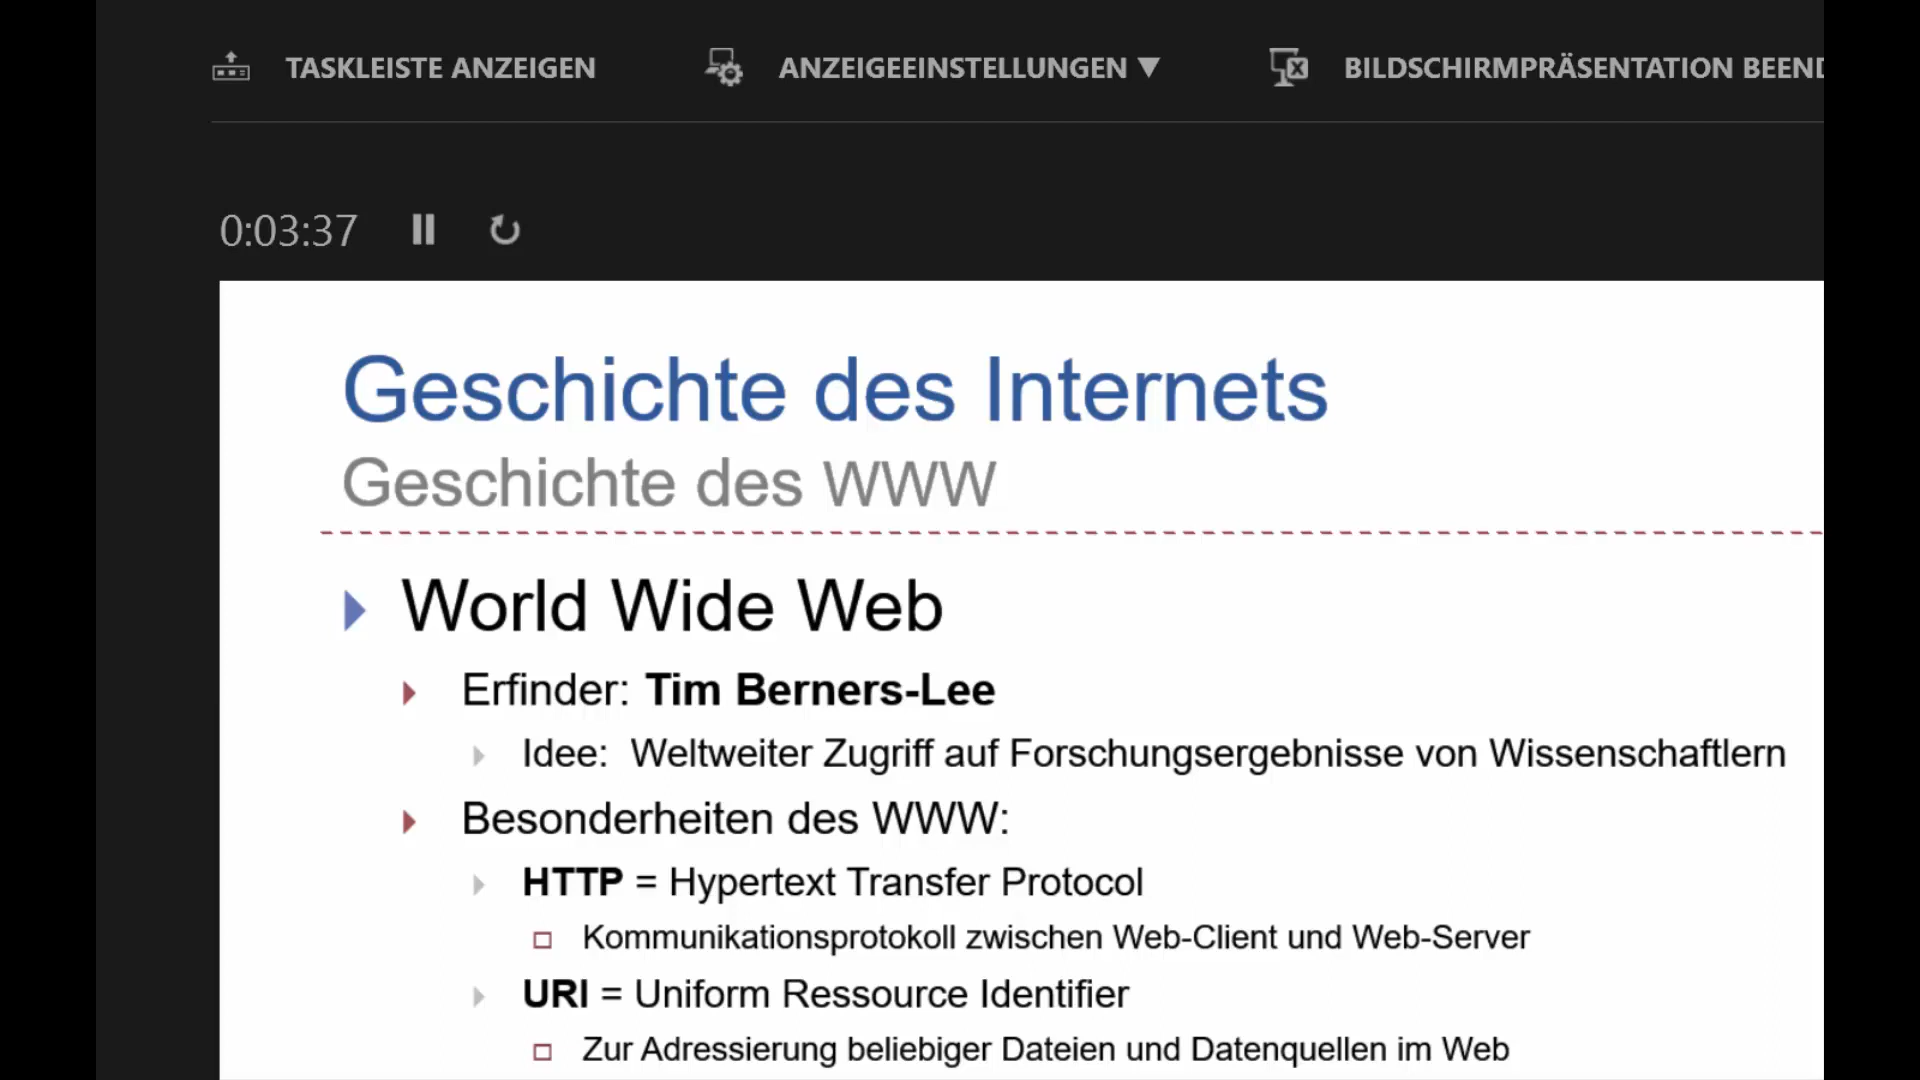 TASKLEISTE ANZEIGEN ANZEIGEEINSTELLUNGEN ▼ BILDSCHIRMPRÄSENTATION BEEND
0:03:37
Geschichte des Internets
Geschichte des WWW
World Wide Web
Erfinder: Tim Berners-Lee
Idee: Weltweiter Zugriff auf Forschungsergebnisse von Wissenschaftlern
Besonderheiten des WWW:
HTTP = Hypertext Transfer Protocol
Kommunikationsprotokoll zwischen Web-Client und Web-Server
URI = Uniform Ressource Identifier
Zur Adressierung beliebiger Dateien und Datenquellen im Web